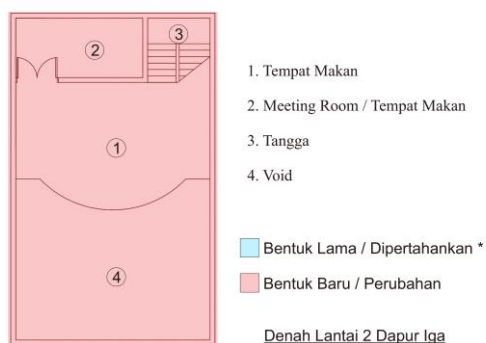 2
3
1
4
1. Tempat Makan
2. Meeting Room / Tempat Makan
3. Tangga
4. Void
Bentuk Lama / Dipertahankan *
Bentuk Baru / Perubahan
Denah Lantai 2 Dapur Iga